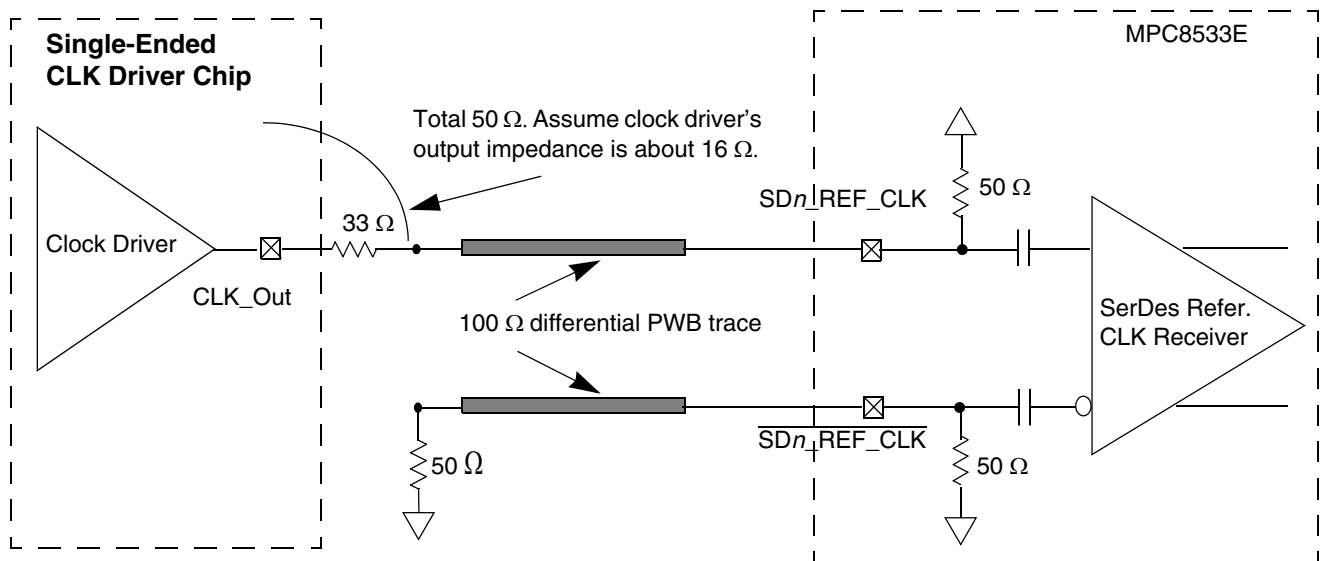 Single-Ended
CLK Driver Chip
MPC8533E
Total 50 Ω. Assume clock driver's
output impedance is about 16 Ω.
SDn_REF_CLK
50 Ω
33 Ω
Clock Driver
CLK_Out
100 Ω differential PWB trace
SerDes Refer.
CLK Receiver
SDn_REF_CLK
50 Ω
50 Ω